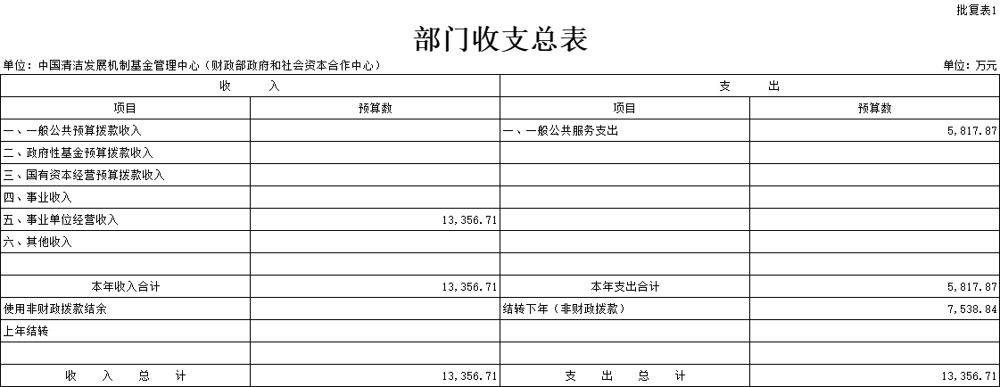 批复表1
部门收支总表
单位：中国清洁发展机制基金管理中心（财政部政府和社会资本合作中心） 单位：万元
收 入 支 出
项目 预算数 项目 预算数
一、一般公共预算拨款收入 一、一般公共服务支出 5,817.87
二、政府性基金预算拨款收入
三、国有资本经营预算拨款收入
四、事业收入
五、事业单位经营收入 13,356.71
六、其他收入
本年收入合计 13,356.71 本年支出合计 5,817.87
使用非财政拨款结余 结转下年（非财政拨款） 7,538.84
上年结转
收 入 总 计 13,356.71 支 出 总 计 13,356.71